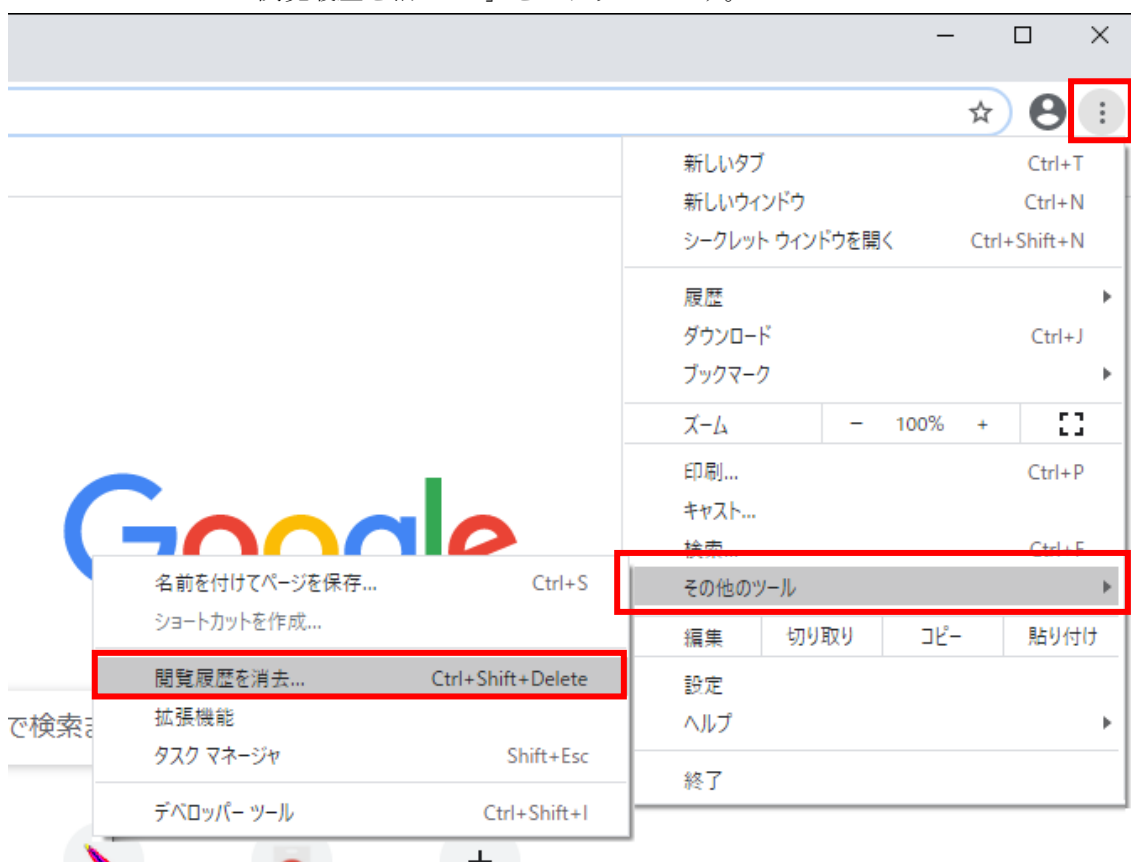 新しいタブ Ctrl+T
新しいウィンドウ Ctrl+N
シークレット ウィンドウを開く Ctrl+Shift+N
履歴
ダウンロード Ctrl+J
ブックマーク
ズーム － 100% +
印刷... Ctrl+P
キャスト...
検索... Ctrl+F
その他のツール
編集 切り取り コピー 貼り付け
設定
ヘルプ
終了
Google
名前を付けてページを保存... Ctrl+S
ショートカットを作成...
閲覧履歴を消去... Ctrl+Shift+Delete
拡張機能
タスク マネージャ Shift+Esc
デベロッパー ツール Ctrl+Shift+I
で検索